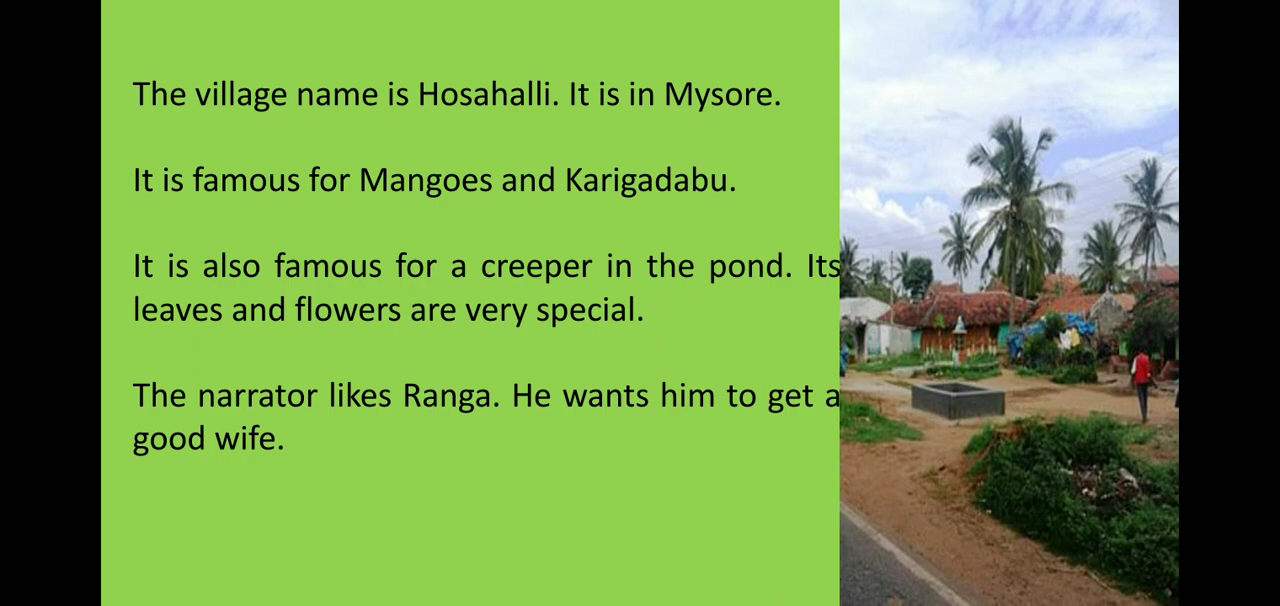 The village name is Hosahalli. It is in Mysore.
It is famous for Mangoes and Karigadabu.
It is also famous for a creeper in the pond. Its
leaves and flowers are very special.
The narrator likes Ranga. He wants him to get a
good wife.